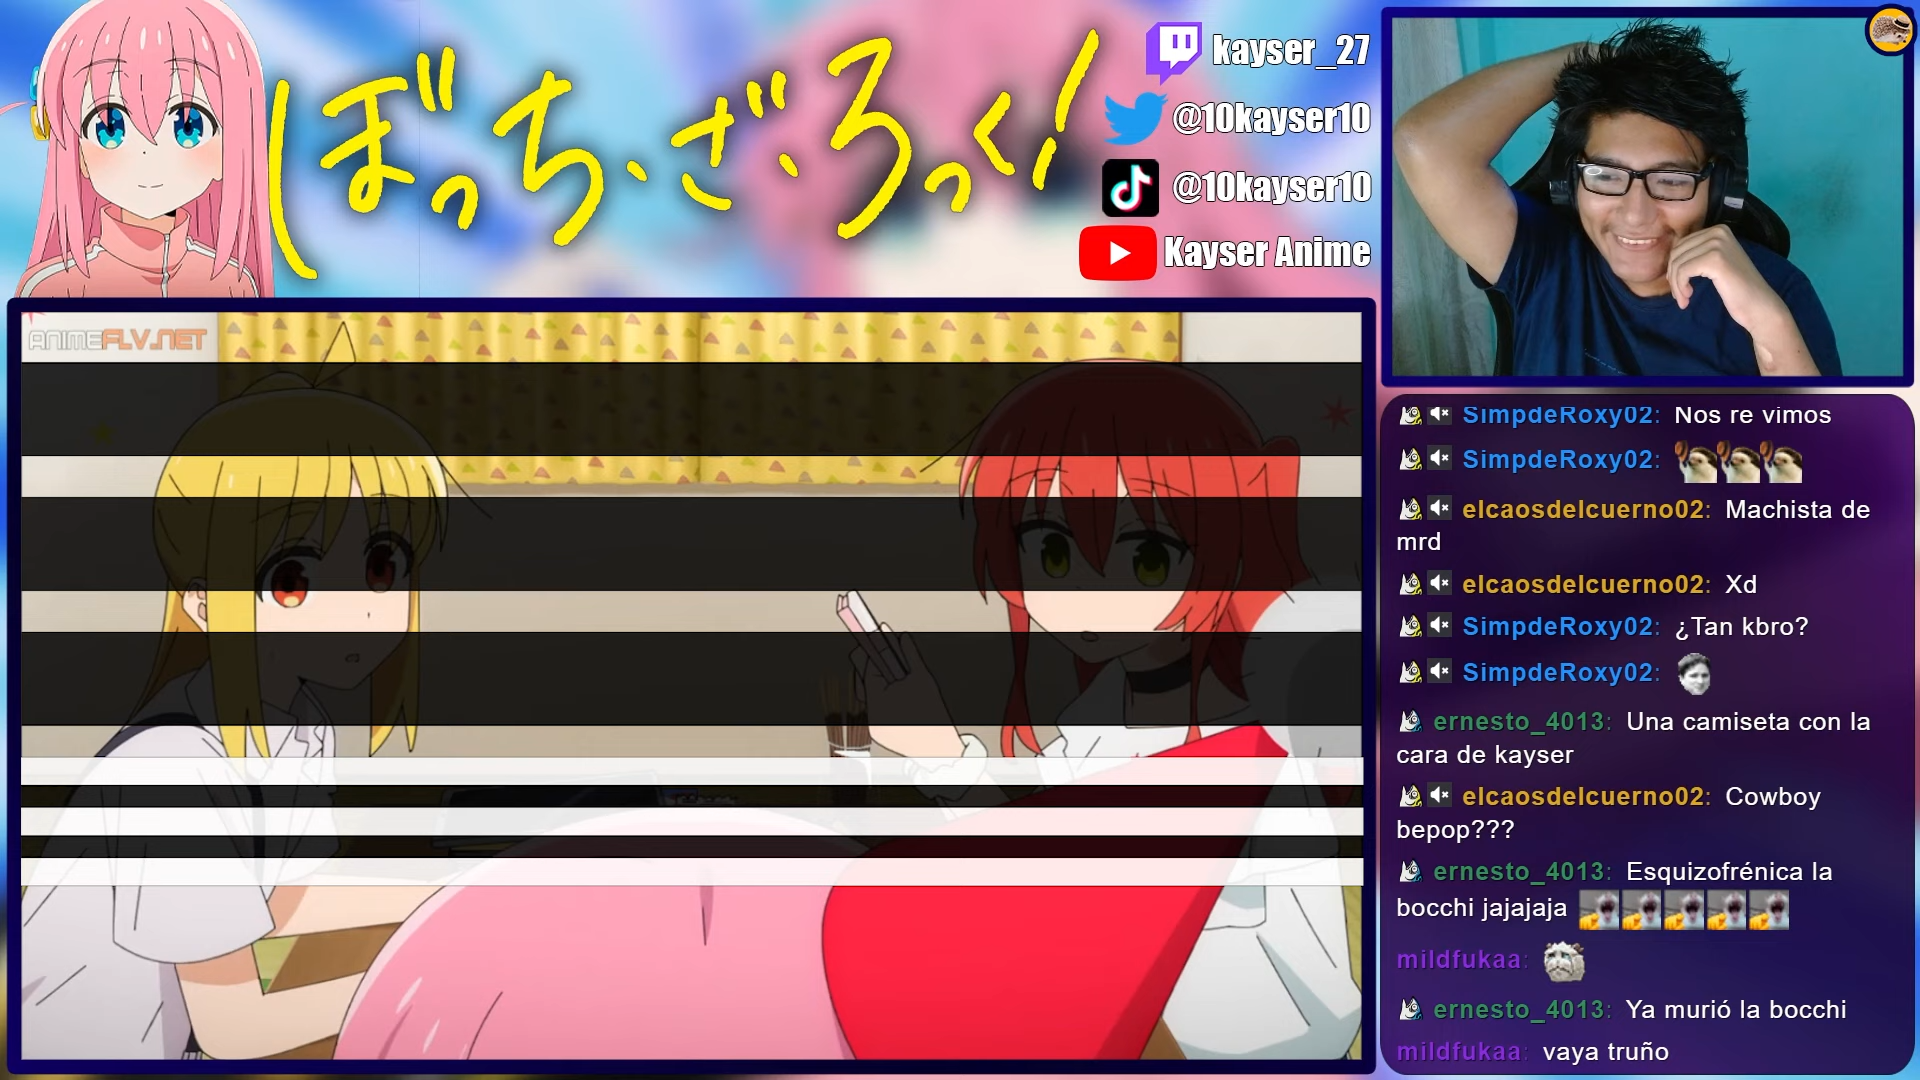 ぼっち・ざ・ろっく!
kayser_27
@10kayser10
@10kayser10
Kayser Anime
ANIMEFLV.NET
SimpdeRoxy02: Nos re vimos
SimpdeRoxy02:
elcaosdelcuerno02: Machista de
mrd
elcaosdelcuerno02: Xd
SimpdeRoxy02: ¿Tan kbro?
SimpdeRoxy02:
ernesto_4013: Una camiseta con la
cara de kayser
elcaosdelcuerno02: Cowboy
bepop???
ernesto_4013: Esquizofrénica la
bocchi jajajaja
mildfukaa:
ernesto_4013: Ya murió la bocchi
mildfukaa: vaya truño